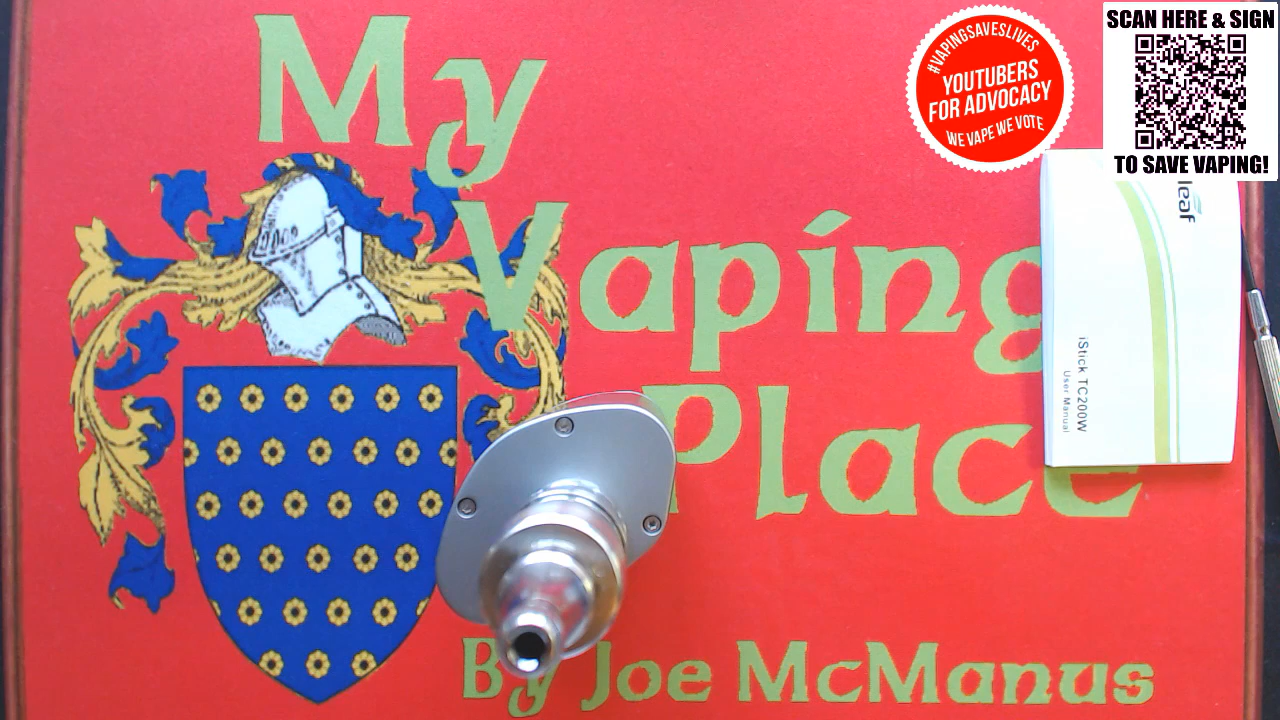 My
Vaping
Place
By Joe McManus
#VAPINGSAVESLIVES
YOUTUBERS
FOR ADVOCACY
WE VAPE WE VOTE
SCAN HERE & SIGN
TO SAVE VAPING!
leaf
iStick TC200W
User Manual